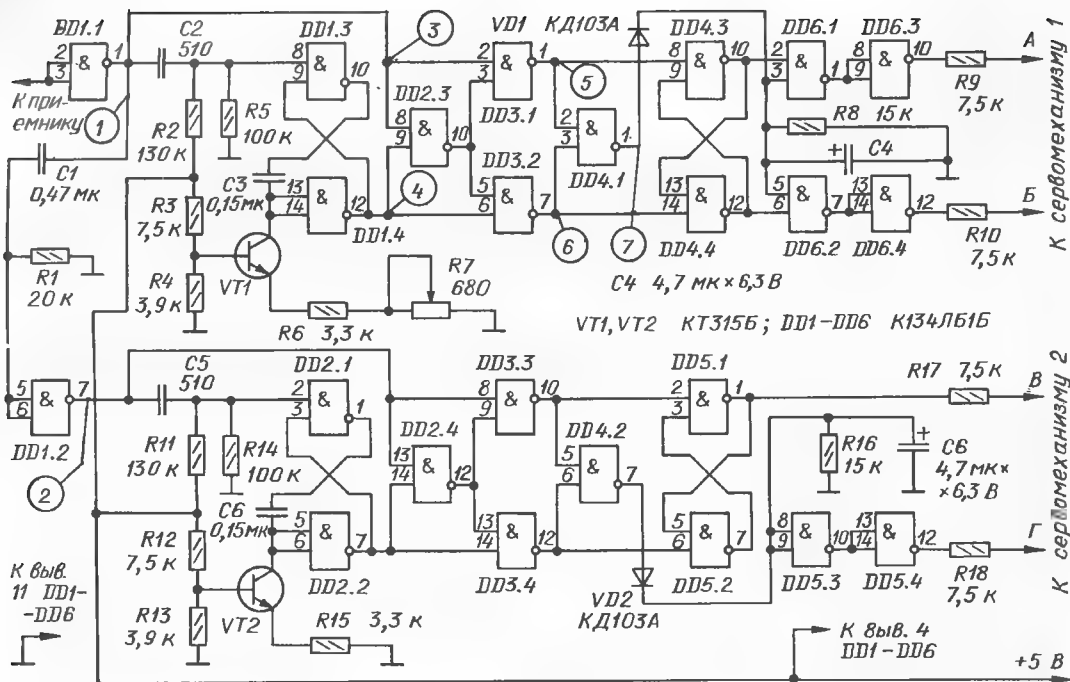 DD1.1
2
3
&
1
C2
510
DD1.3
8
9
&
10
3
VD1 КД103А
2
3
&
1
DD3.1
5
DD4.3
8
9
&
10
DD6.1
2
3
&
1
DD6.3
8
9
&
10
А
R9
7,5 к
К сервомеханизму 1
К при-
емнику
1
R2
130 к
R5
100 к
DD2.3
8
9
&
10
DD3.2
2
3
&
1
DD4.1
R8 15 к
+ C4
C1
0,47 мк
C3
0,15мк
R3
7,5 к
13
14
&
12
DD1.4
4
5
6
&
7
6
7
13
14
&
12
DD4.4
5
6
&
7
DD6.2
13
14
&
12
DD6.4
Б
R10
7,5 к
R1
20 к
R4
3,9 к
VT1
R7
680
R6 3,3 к
C4 4,7 мк × 6,3 В
VT1,VT2 КТ315Б; DD1-DD6 К134ЛБ1Б
5
6
&
7
DD1.2
2
C5
510
DD2.1
2
3
&
1
DD3.3
8
9
&
10
DD5.1
2
3
&
1
R17 7,5 к
В
R11
130 к
R14
100 к
DD2.4
13
14
&
12
DD4.2
5
6
&
7
R16
15 к
+
C6
4,7 мк×
×6,3 В
К сервомеханизму 2
C6
0,15мк
R12
7,5 к
5
6
&
7
DD2.2
13
14
&
12
DD3.4
5
6
&
7
DD5.2
8
9
&
10
DD5.3
13
14
&
12
DD5.4
Г
R18
7,5 к
К выв.
11 DD1-
-DD6
R13
3,9 к
VT2
R15 3,3 к
VD2
КД103А
К выв. 4
DD1-DD6
+5 В